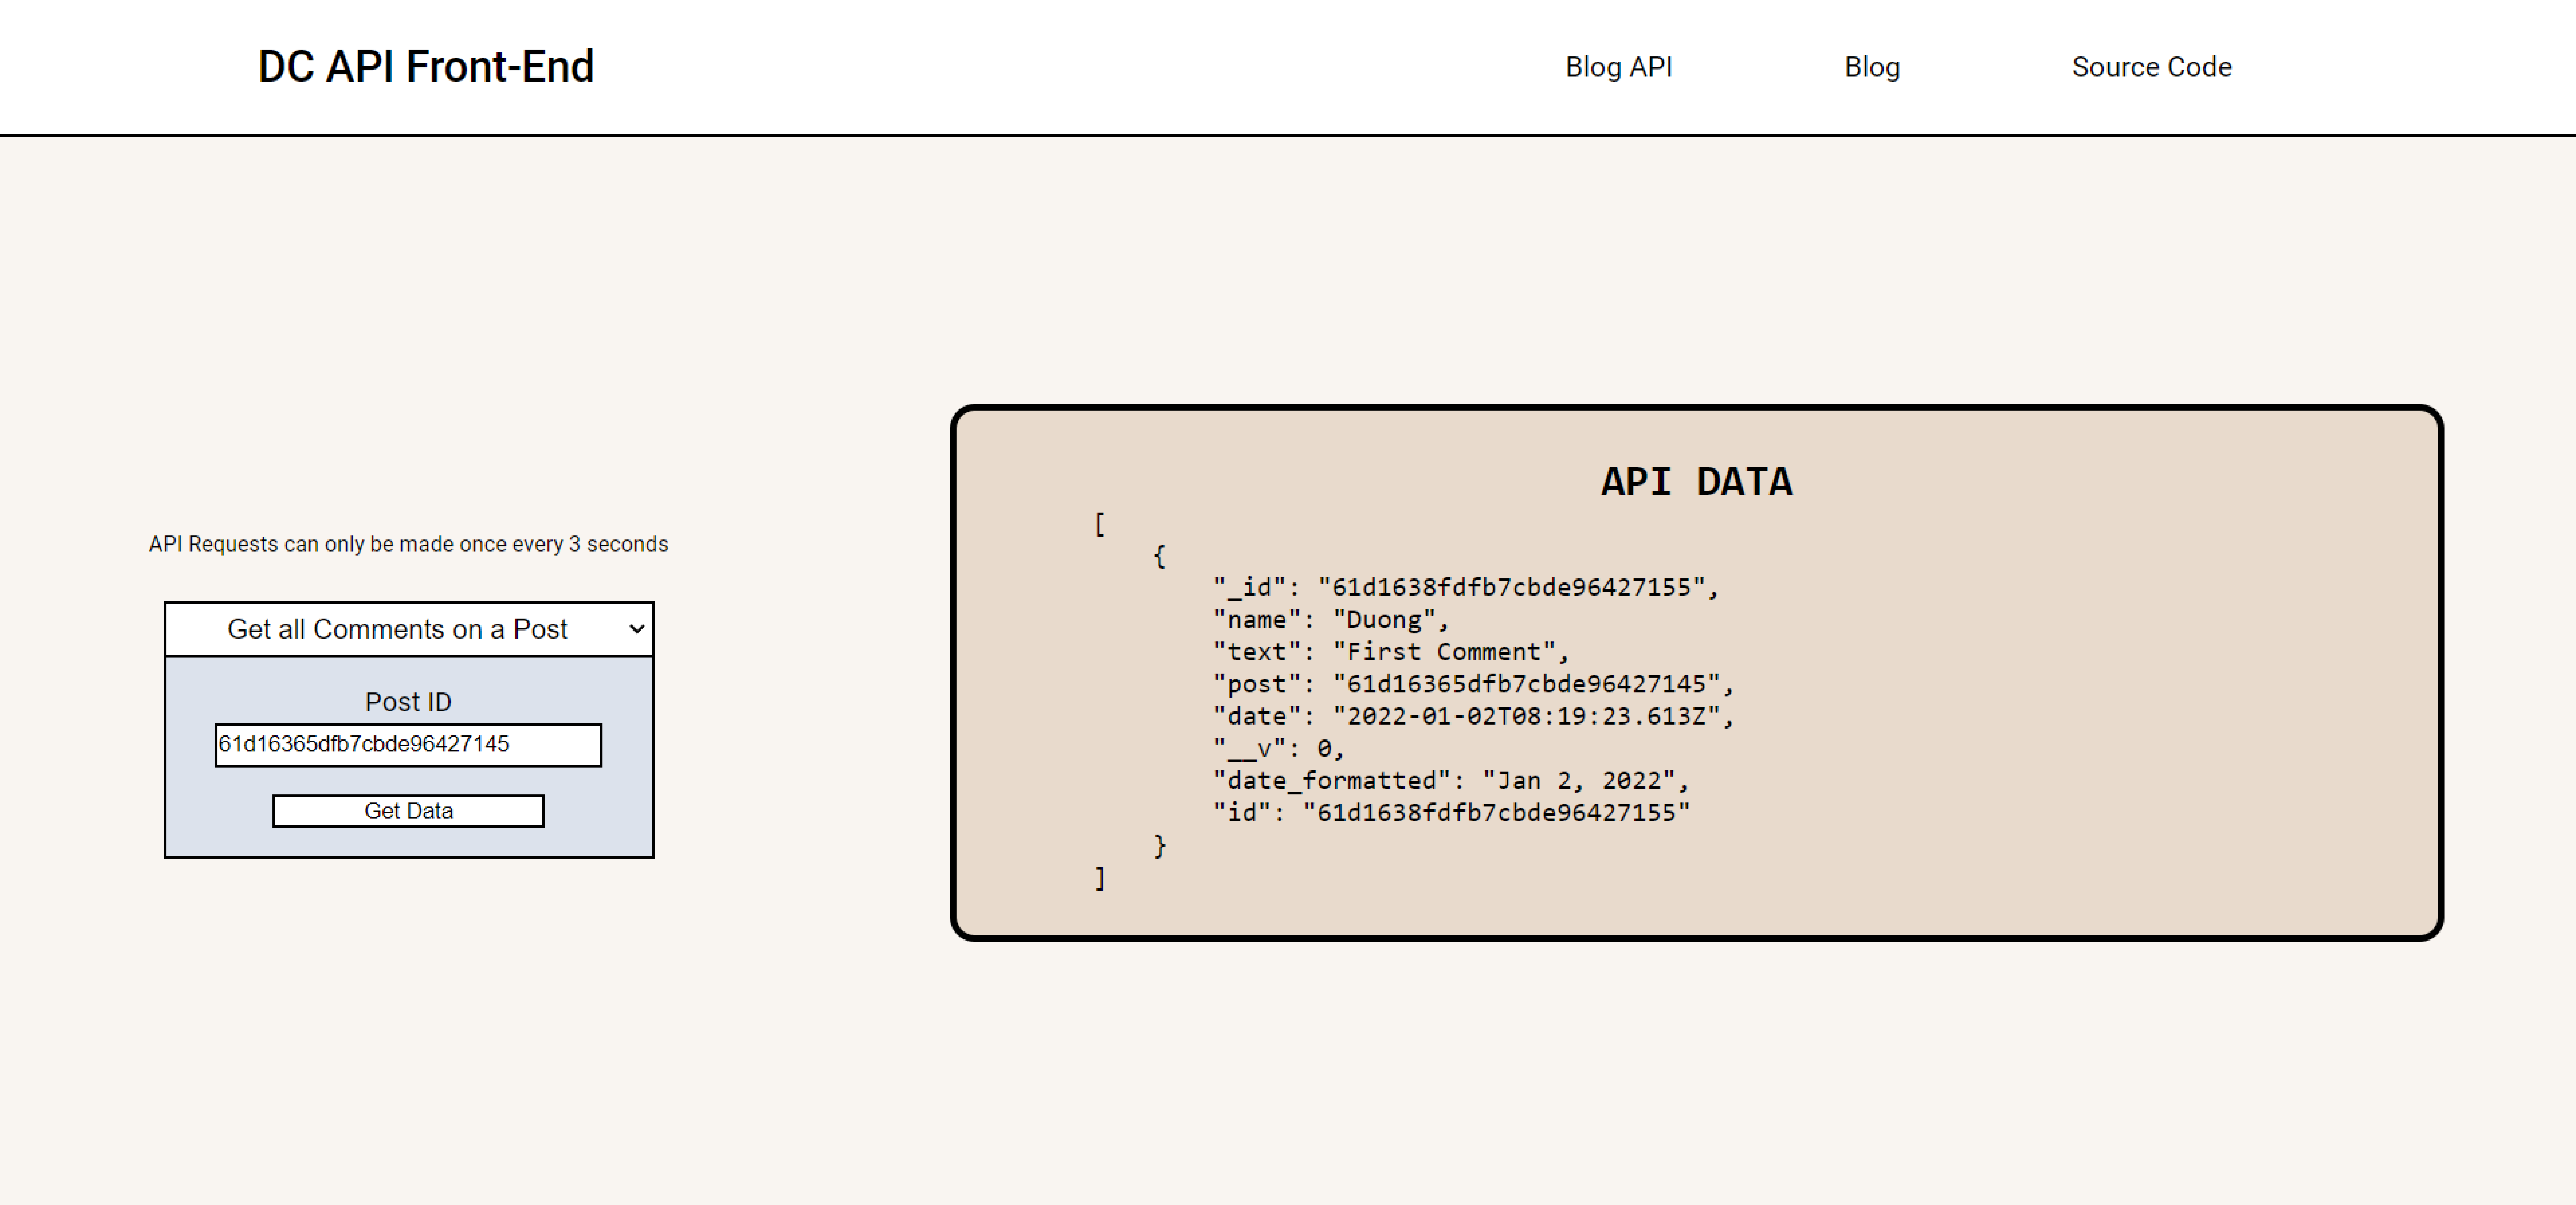 DC API Front-End
Blog API
Blog
Source Code
API Requests can only be made once every 3 seconds
Get all Comments on a Post
Post ID
61d16365dfb7cbde96427145
Get Data
API DATA
[
    {
        "_id": "61d1638fdfb7cbde96427155",
        "name": "Duong",
        "text": "First Comment",
        "post": "61d16365dfb7cbde96427145",
        "date": "2022-01-02T08:19:23.613Z",
        "__v": 0,
        "date_formatted": "Jan 2, 2022",
        "id": "61d1638fdfb7cbde96427155"
    }
]